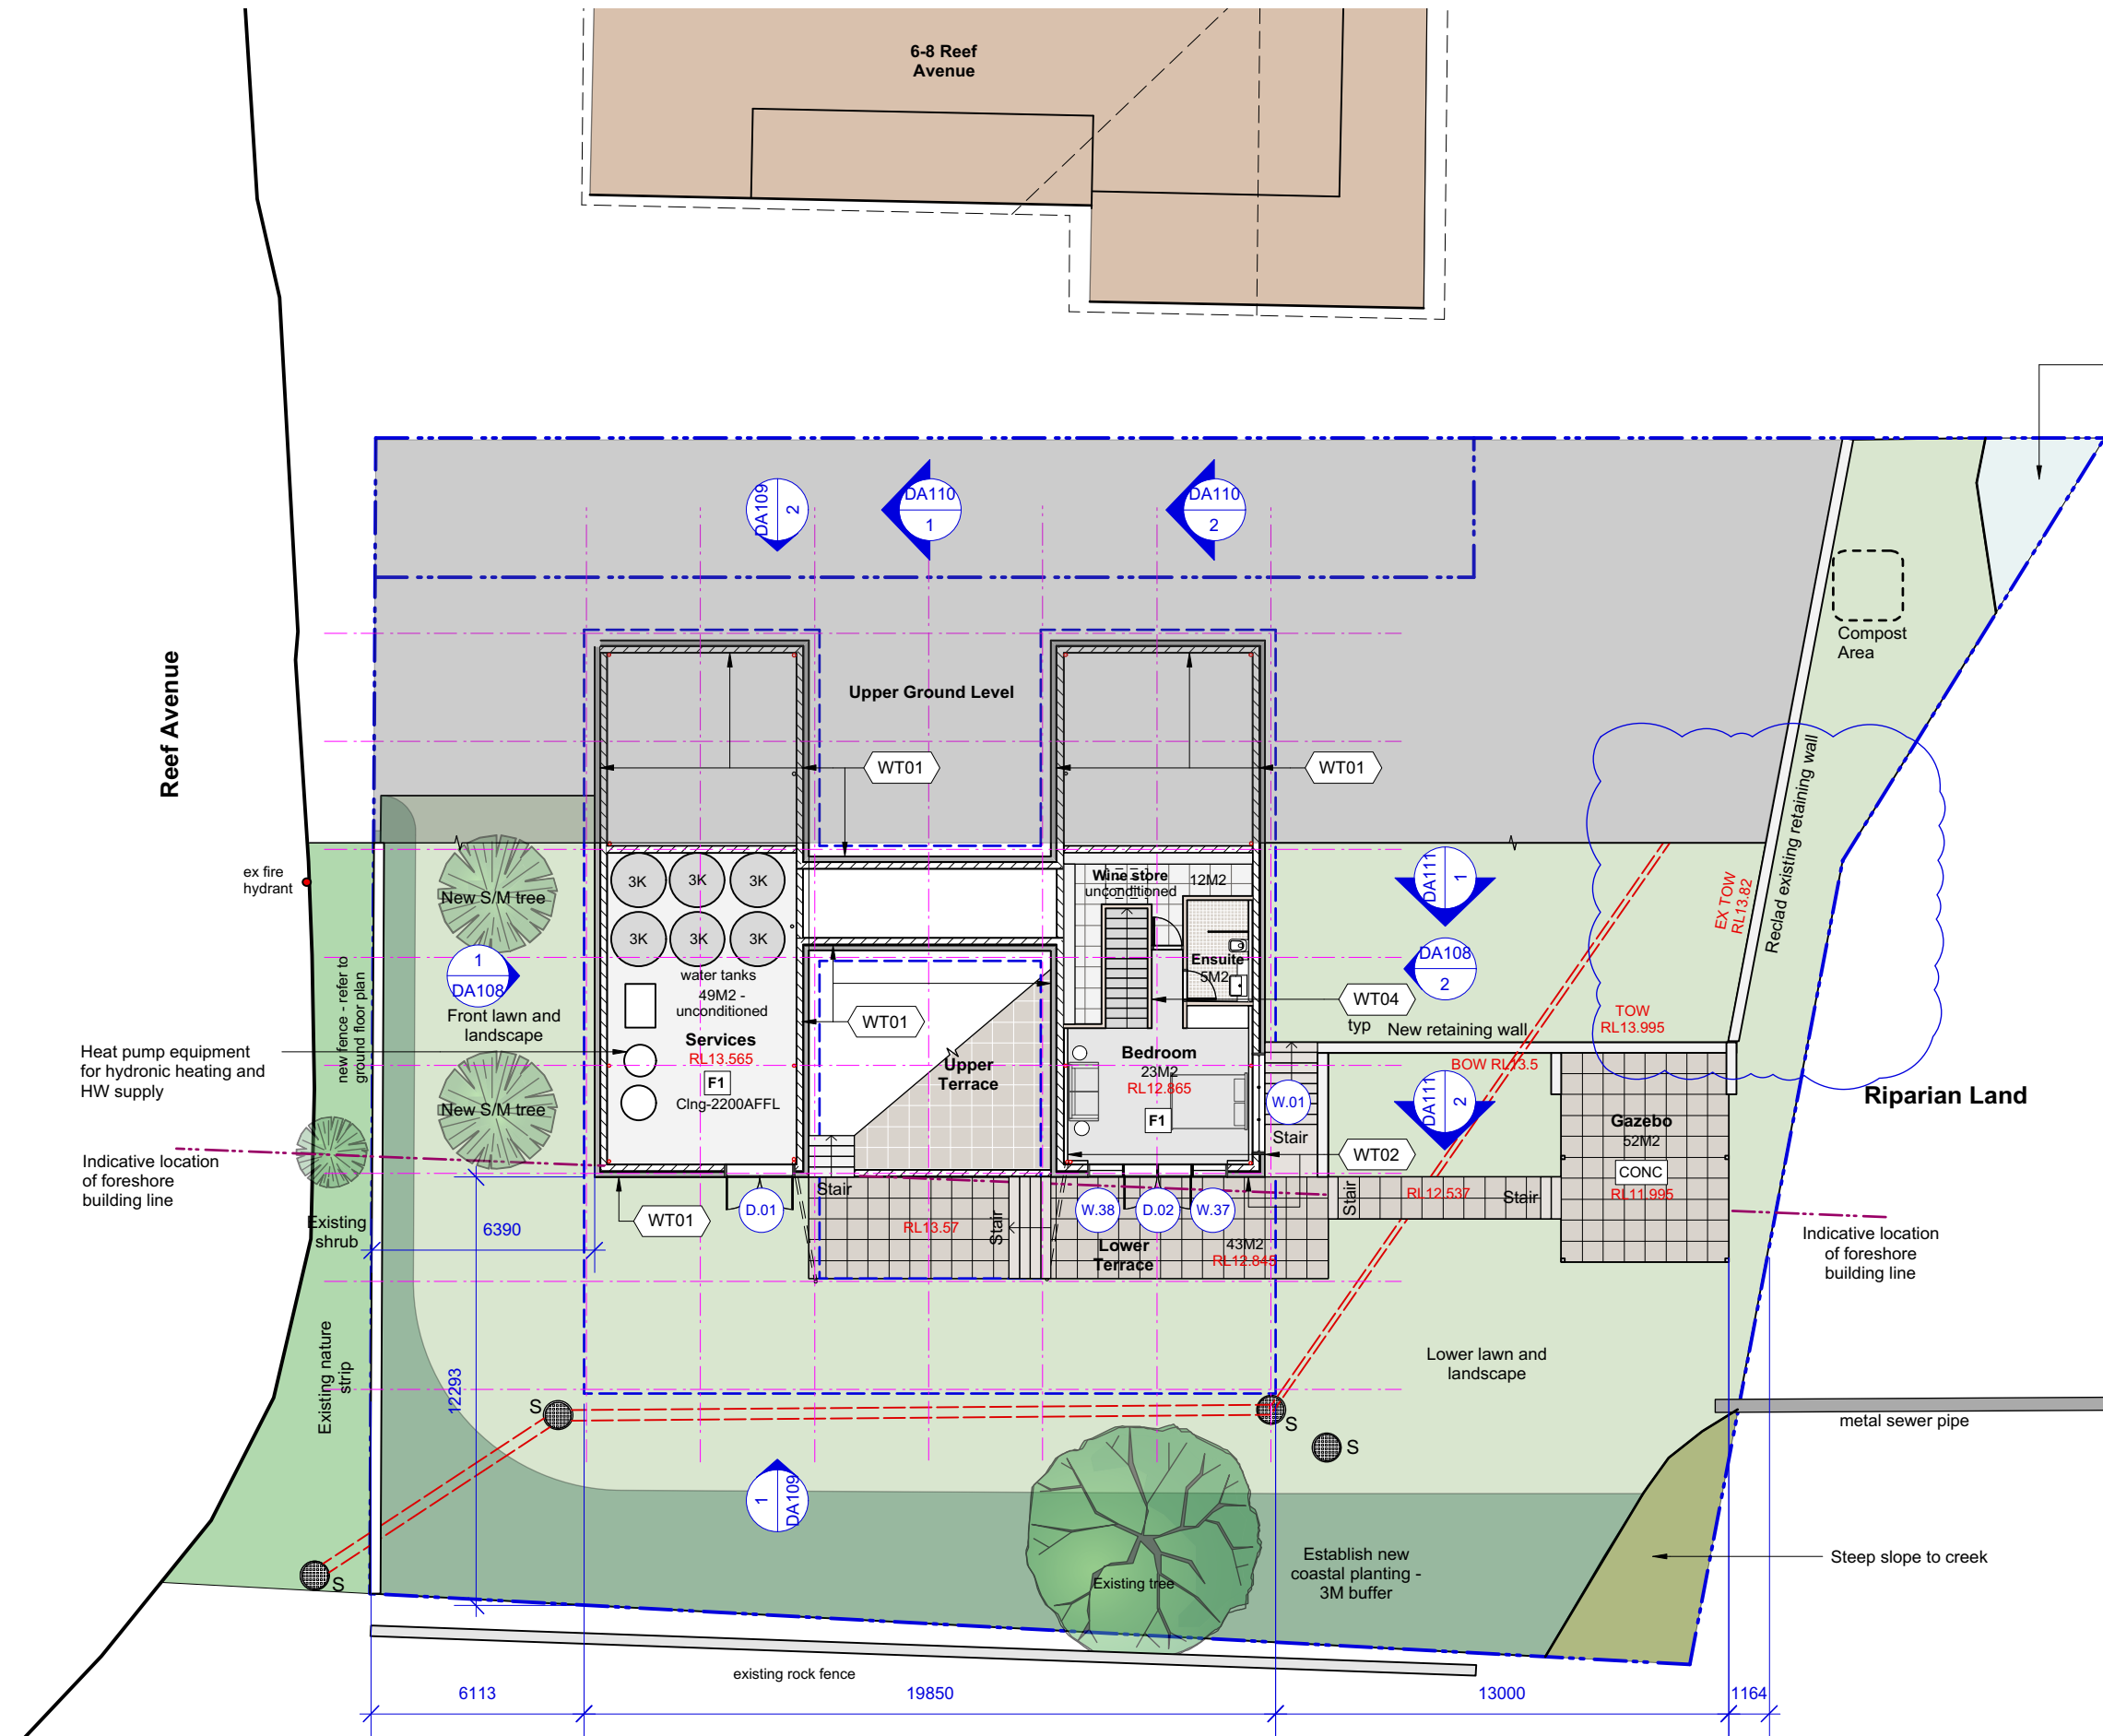 6-8 Reef
Avenue
DA109
2
DA110
1
DA110
2
Compost
Area
Reef Avenue
Upper Ground Level
WT01
WT01
Reclad existing retaining wall
ex fire
hydrant
New S/M tree
3K
3K
3K
3K
3K
3K
Wine store
unconditioned
12M2
DA111
1
EX TOW
RL13.82
new fence - refer to
ground floor plan
1
DA108
Front lawn and
landscape
water tanks
49M2 -
unconditioned
Services
RL13.565
F1
Clng-2200AFFL
Ensuite
5M2
DA108
2
WT04
typ
WT01
New retaining wall
TOW
RL13.995
Heat pump equipment
for hydronic heating and
HW supply
Upper
Terrace
Bedroom
23M2
RL12.865
F1
BOW RL13.5
New S/M tree
W.01
Stair
DA111
2
Riparian Land
Gazebo
52M2
CONC
RL11.995
Indicative location
of foreshore
building line
WT02
Stair
Stair
RL12.537
Stair
Existing
shrub
6390
WT01
D.01
RL13.57
Stair
W.38
D.02
W.37
Lower
Terrace
43M2
RL12.845
Indicative location
of foreshore
building line
Existing nature
strip
12293
Lower lawn and
landscape
S
S
S
metal sewer pipe
1
DA109
Existing tree
Establish new
coastal planting -
3M buffer
Steep slope to creek
S
existing rock fence
6113
19850
13000
1164